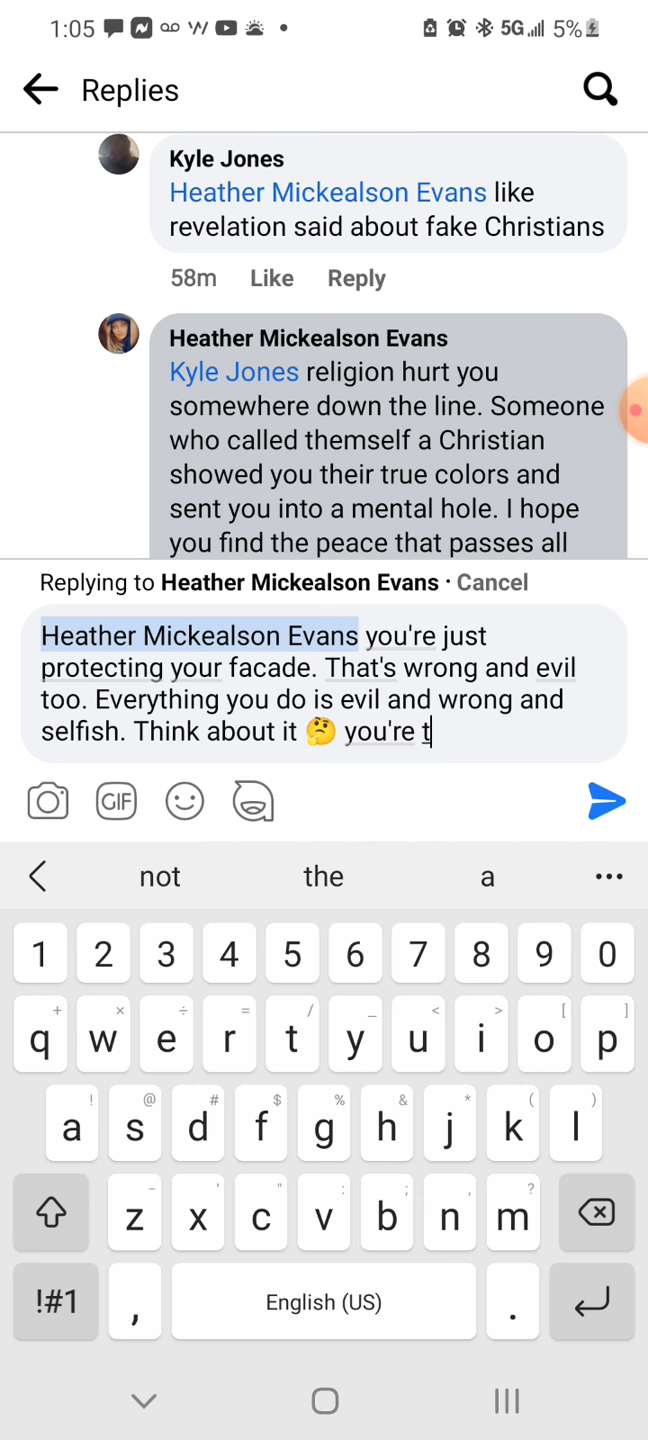 1:05 5G 5%
Replies
Kyle Jones
Heather Mickealson Evans like
revelation said about fake Christians
58m Like Reply
Heather Mickealson Evans
Kyle Jones religion hurt you
somewhere down the line. Someone
who called themself a Christian
showed you their true colors and
sent you into a mental hole. I hope
you find the peace that passes all
Replying to Heather Mickealson Evans · Cancel
Heather Mickealson Evans you're just
protecting your facade. That's wrong and evil
too. Everything you do is evil and wrong and
selfish. Think about it 🤔 you're t
GIF
not the a
1 2 3 4 5 6 7 8 9 0
+ × ÷ = / _ < > [ ]
q w e r t y u i o p
! @ # $ % & * ( )
a s d f g h j k l
- ' " : ; , ?
z x c v b n m
!#1 , English (US) .